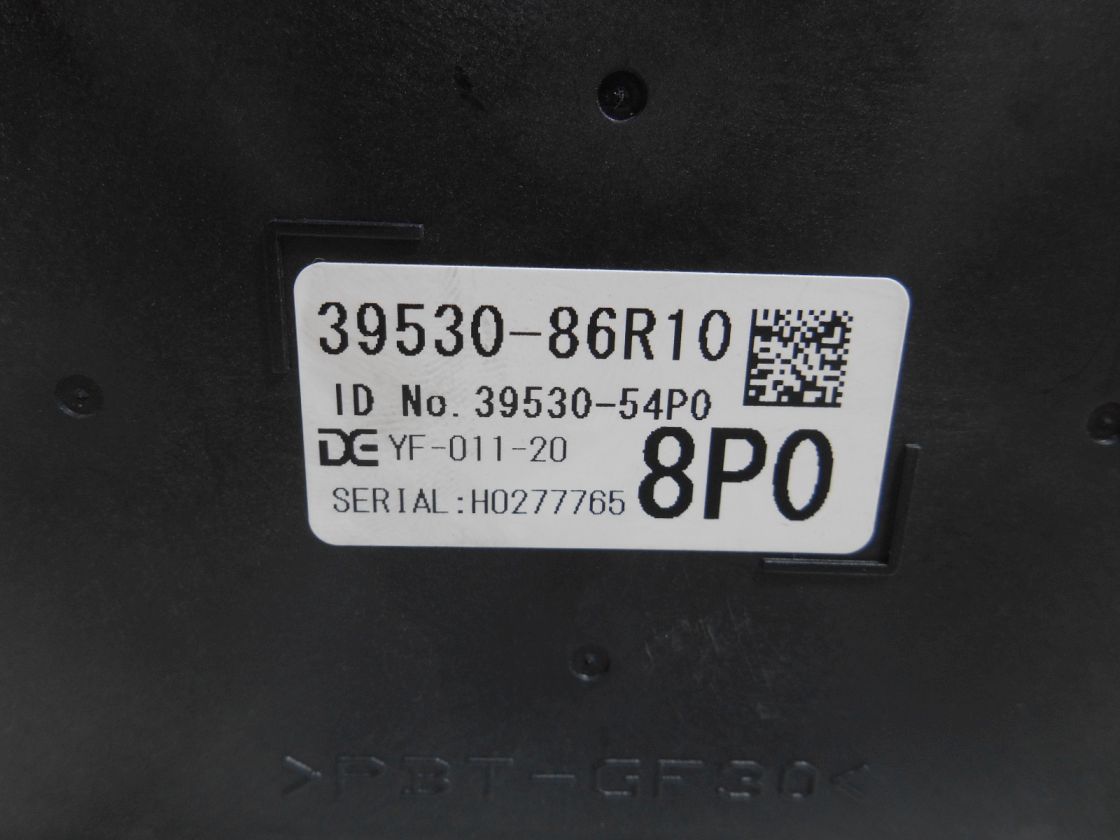 39530-86R10
ID No. 39530-54P0
DE YF-011-20
8P0
SERIAL:H0277765
>PBT-GF30<